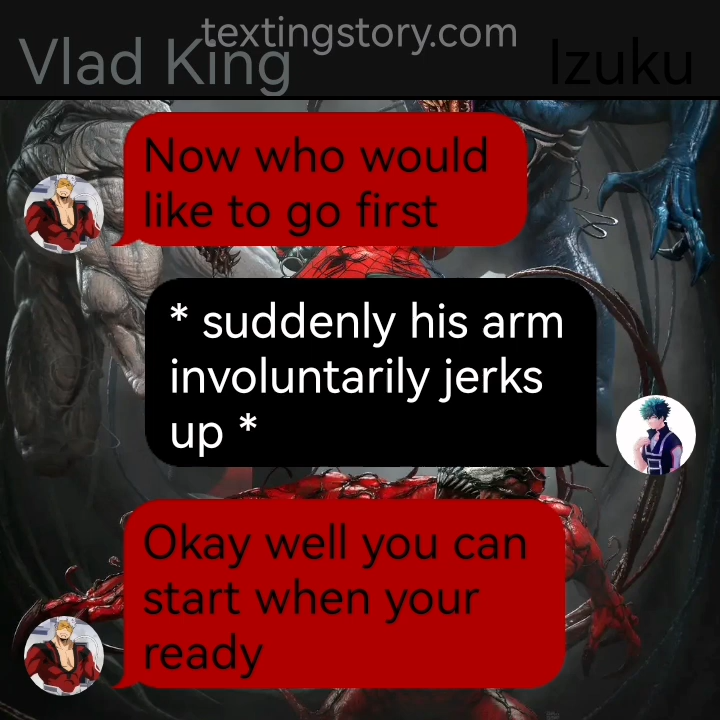 textingstory.com
Vlad King
Izuku
Now who would
like to go first
* suddenly his arm
involuntarily jerks
up *
Okay well you can
start when your
ready